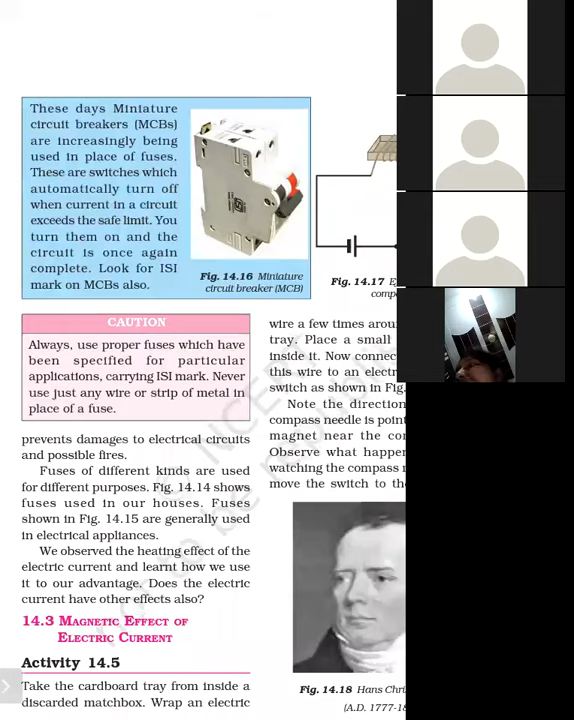 These days Miniature
circuit breakers (MCBs)
are increasingly being
used in place of fuses.
These are switches which
automatically turn off
when current in a circuit
exceeds the safe limit. You
turn them on and the
circuit is once again
complete. Look for ISI
mark on MCBs also.
Fig. 14.16 Miniature
circuit breaker (MCB)
Fig. 14.17
CAUTION
Always, use proper fuses which have
been specified for particular
applications, carrying ISI mark. Never
use just any wire or strip of metal in
place of a fuse.
prevents damages to electrical circuits
and possible fires.
Fuses of different kinds are used
for different purposes. Fig. 14.14 shows
fuses used in our houses. Fuses
shown in Fig. 14.15 are generally used
in electrical appliances.
We observed the heating effect of the
electric current and learnt how we use
it to our advantage. Does the electric
current have other effects also?
14.3 MAGNETIC EFFECT OF
ELECTRIC CURRENT
Activity 14.5
Take the cardboard tray from inside a
discarded matchbox. Wrap an electric
wire a few times arou
tray. Place a small
inside it. Now connec
this wire to an electr
switch as shown in Fig.
Note the direction
compass needle is point
magnet near the co
Observe what happe
watching the compass
move the switch to th
Fig. 14.18 Hans Chri
(A.D. 1777-18